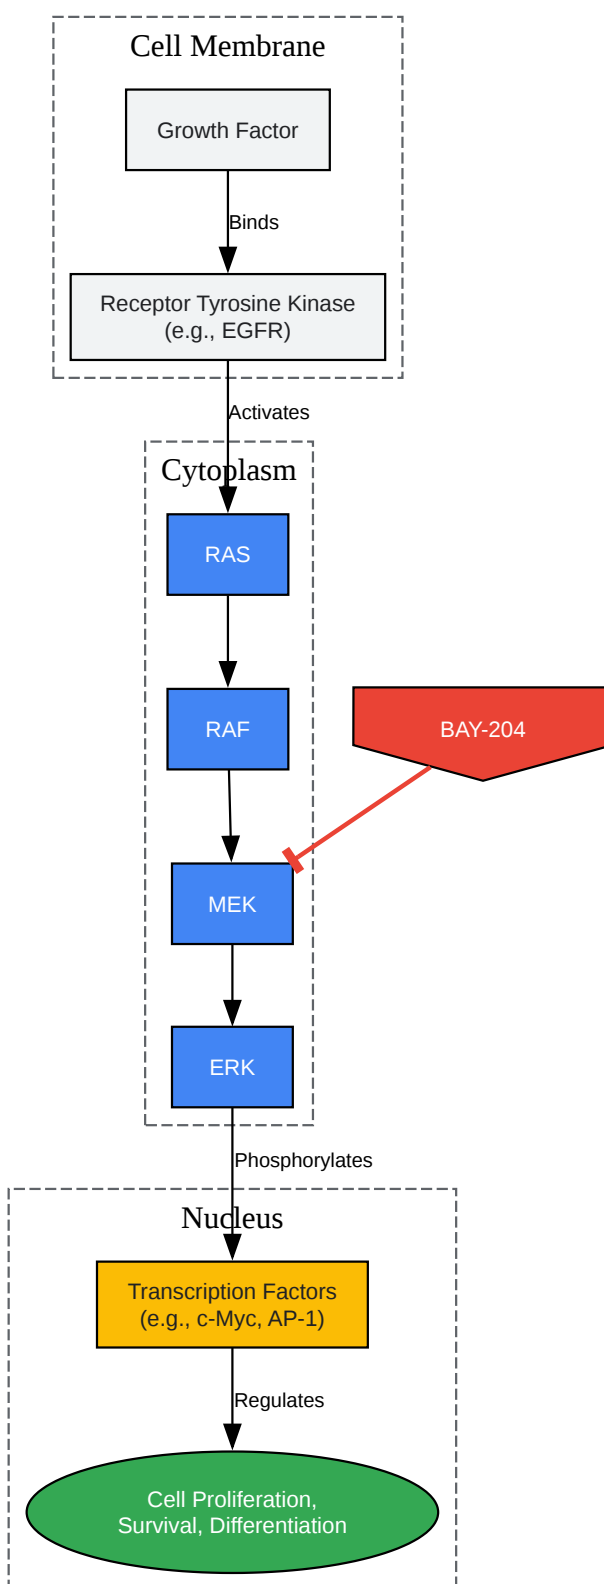 Cell Membrane
Growth Factor
Binds
Receptor Tyrosine Kinase
(e.g., EGFR)
Activates
Cytoplasm
RAS
RAF
BAY-204
MEK
ERK
Phosphorylates
Nucleus
Transcription Factors
(e.g., c-Myc, AP-1)
Regulates
Cell Proliferation,
Survival, Differentiation